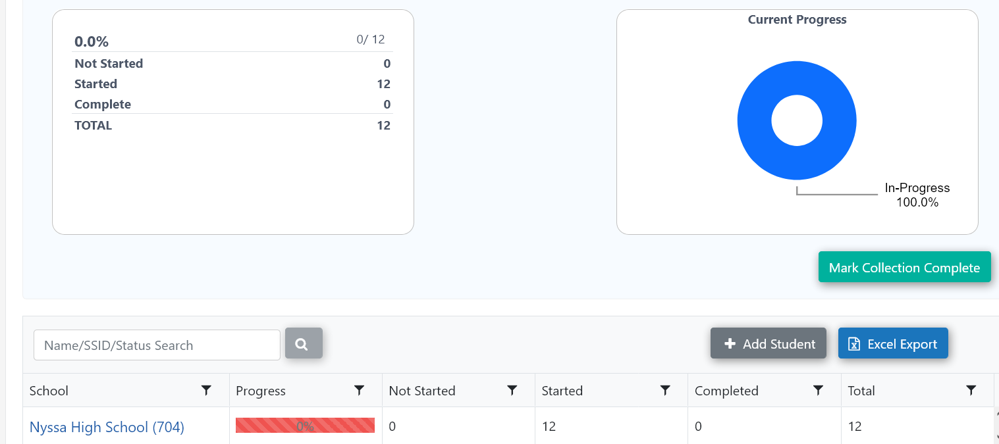 0.0% 0/ 12
Not Started 0
Started 12
Complete 0
TOTAL 12
Current Progress
In-Progress
100.0%
Mark Collection Complete
Name/SSID/Status Search
Add Student
Excel Export
School Progress Not Started Started Completed Total
Nyssa High School (704) 0% 0 12 0 12